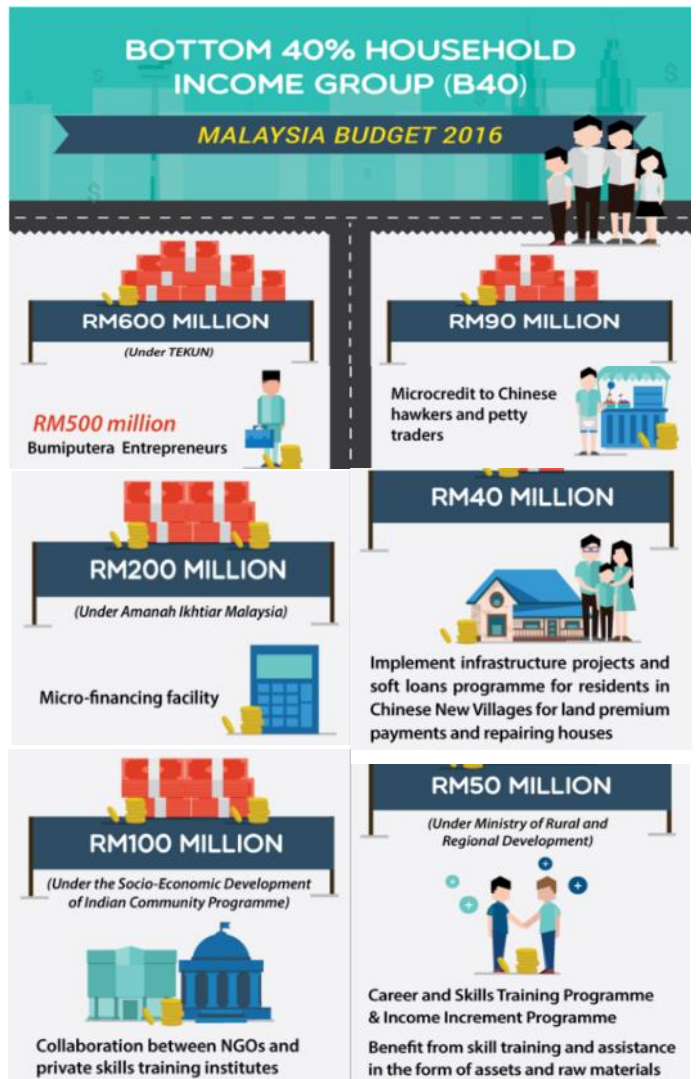 BOTTOM 40% HOUSEHOLD
INCOME GROUP (B40)
MALAYSIA BUDGET 2016
RM600 MILLION
(Under TEKUN)
RM500 million
Bumiputera Entrepreneurs
RM90 MILLION
Microcredit to Chinese
hawkers and petty
traders
RM200 MILLION
(Under Amanah Ikhtiar Malaysia)
Micro-financing facility
RM40 MILLION
Implement infrastructure projects and
soft loans programme for residents in
Chinese New Villages for land premium
payments and repairing houses
RM100 MILLION
(Under the Socio-Economic Development
of Indian Community Programme)
Collaboration between NGOs and
private skills training institutes
RM50 MILLION
(Under Ministry of Rural and
Regional Development)
Career and Skills Training Programme
& Income Increment Programme
Benefit from skill training and assistance
in the form of assets and raw materials